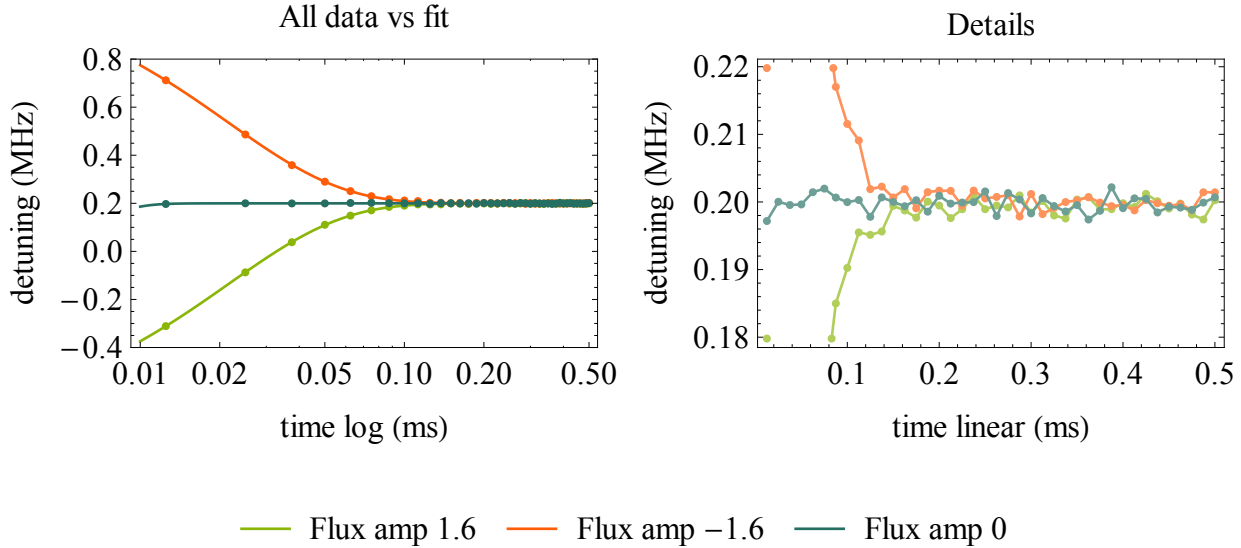 All data vs fit
detuning (MHz)
0.8
0.6
0.4
0.2
0.0
−0.2
−0.4
0.01 0.02 0.05 0.10 0.20 0.50
time log (ms)
Details
detuning (MHz)
0.22
0.21
0.20
0.19
0.18
0.1 0.2 0.3 0.4 0.5
time linear (ms)
Flux amp 1.6 Flux amp −1.6 Flux amp 0